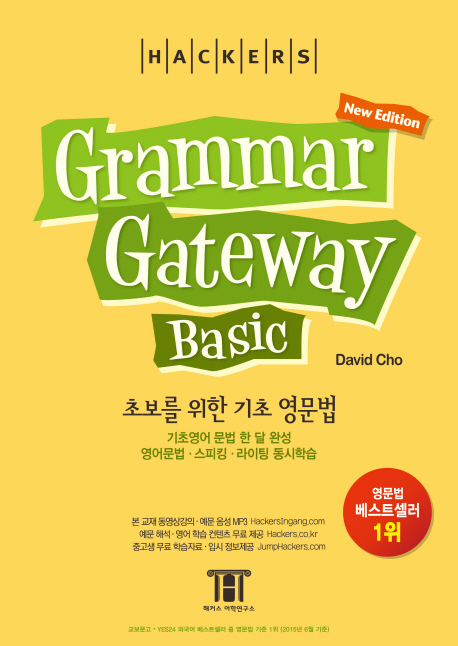 HACKERS
New Edition
Grammar
Gateway
Basic
David Cho
초보를 위한 기초 영문법
기초영어 문법 한 달 완성
영어문법 · 스피킹 · 라이팅 동시학습
영문법
베스트셀러
1위
본 교재 동영상강의 · 예문 음성 MP3 HackersIngang.com
예문 해석 · 영어 학습 컨텐츠 무료 제공 Hackers.co.kr
중고생 무료 학습자료 · 입시 정보제공 JumpHackers.com
해커스 어학연구소
교보문고 · YES24 외국어 베스트셀러 중 영문법 기준 1위 (2015년 6월 기준)